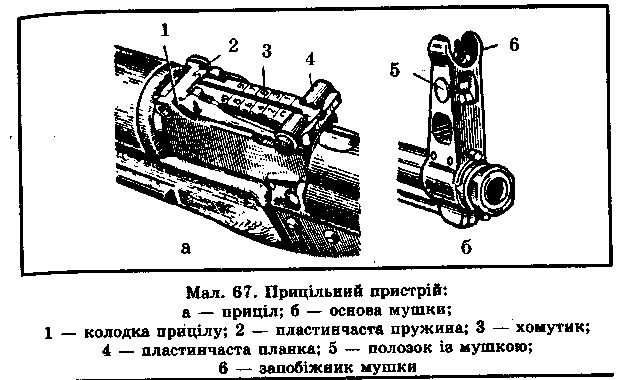 1 2 3 4
5 6
а б
Мал. 67. Прицільний пристрій:
а — приціл; б — основа мушки;
1 — колодка прицілу; 2 — пластинчаста пружина; 3 — хомутик;
4 — пластинчаста планка; 5 — полозок із мушкою;
6 — запобіжник мушки